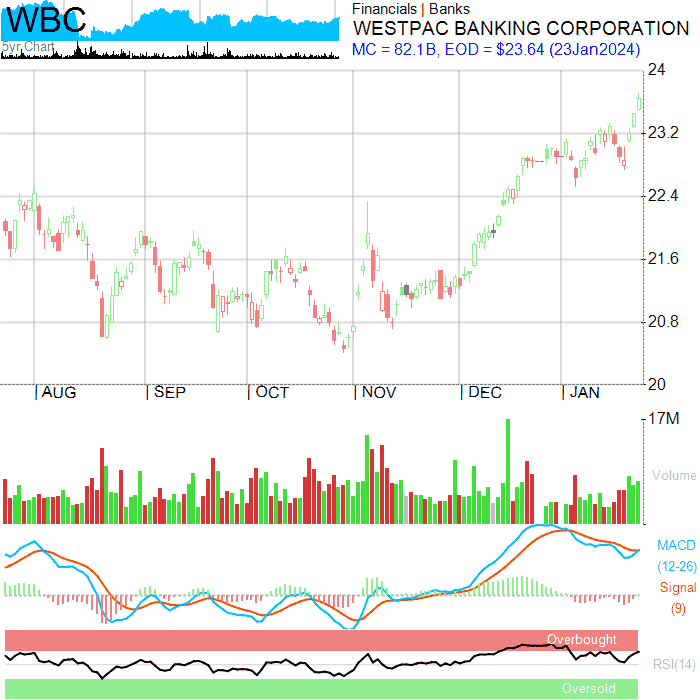 WBC
5yr Chart
Financials | Banks
WESTPAC BANKING CORPORATION
MC = 82.1B, EOD = $23.64 (23Jan2024)
24
23.2
22.4
21.6
20.8
20
AUG SEP OCT NOV DEC JAN
17M
Volume
MACD
(12-26)
Signal
(9)
Overbought
RSI(14)
Oversold